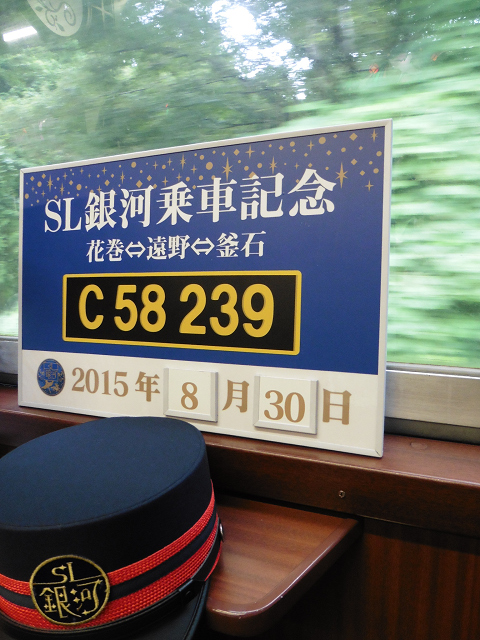 SL銀河乗車記念
花巻⇔遠野⇔釜石
C58 239
2015年 8月 30日
SL
銀河